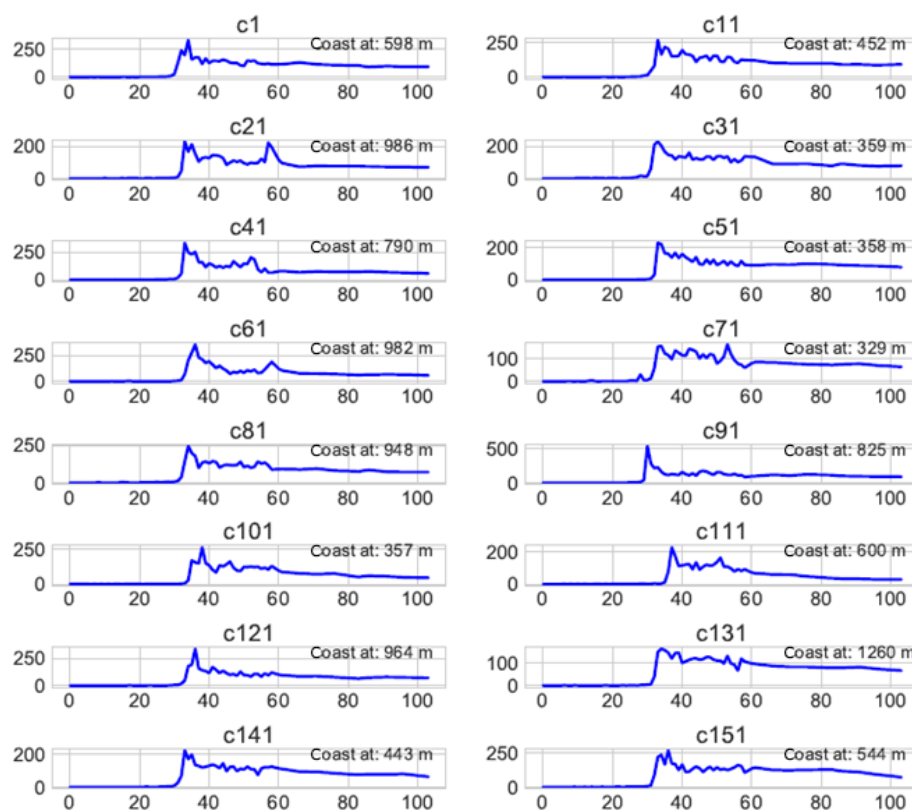 c1
c11
250
Coast at: 598 m
250
Coast at: 452 m
0
0
0 20 40 60 80 100
0 20 40 60 80 100
c21
c31
200
Coast at: 986 m
200
Coast at: 359 m
0
0
0 20 40 60 80 100
0 20 40 60 80 100
c41
c51
250
Coast at: 790 m
200
Coast at: 358 m
0
0
0 20 40 60 80 100
0 20 40 60 80 100
c61
c71
250
Coast at: 982 m
100
Coast at: 329 m
0
0
0 20 40 60 80 100
0 20 40 60 80 100
c81
c91
250
Coast at: 948 m
500
Coast at: 825 m
0
0
0 20 40 60 80 100
0 20 40 60 80 100
c101
c111
250
Coast at: 357 m
200
Coast at: 600 m
0
0
0 20 40 60 80 100
0 20 40 60 80 100
c121
c131
250
Coast at: 964 m
100
Coast at: 1260 m
0
0
0 20 40 60 80 100
0 20 40 60 80 100
c141
c151
200
Coast at: 443 m
250
Coast at: 544 m
0
0
0 20 40 60 80 100
0 20 40 60 80 100